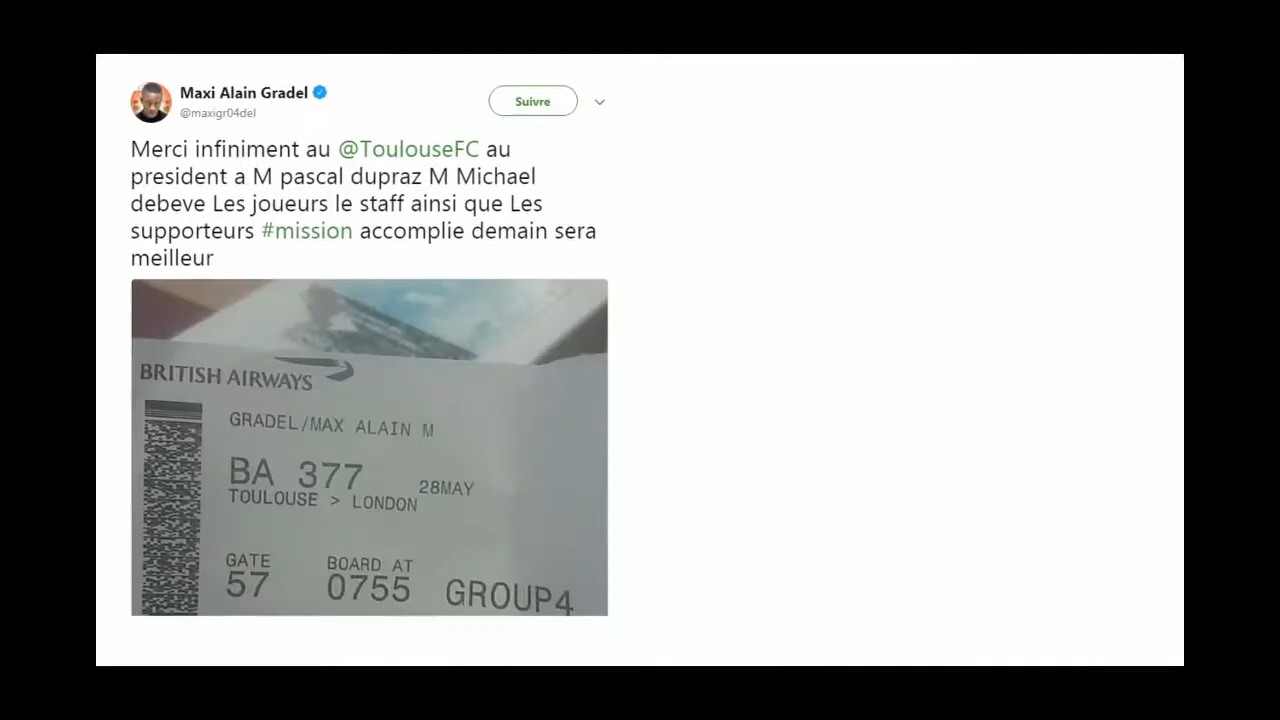 Maxi Alain Gradel
Suivre
@maxigr04del
Merci infiniment au @ToulouseFC au
president a M pascal dupraz M Michael
debeve Les joueurs le staff ainsi que Les
supporteurs #mission accomplie demain sera
meilleur
BRITISH AIRWAYS
GRADEL/MAX ALAIN M
BA 377 28MAY
TOULOUSE > LONDON
GATE BOARD AT
57 0755 GROUP4